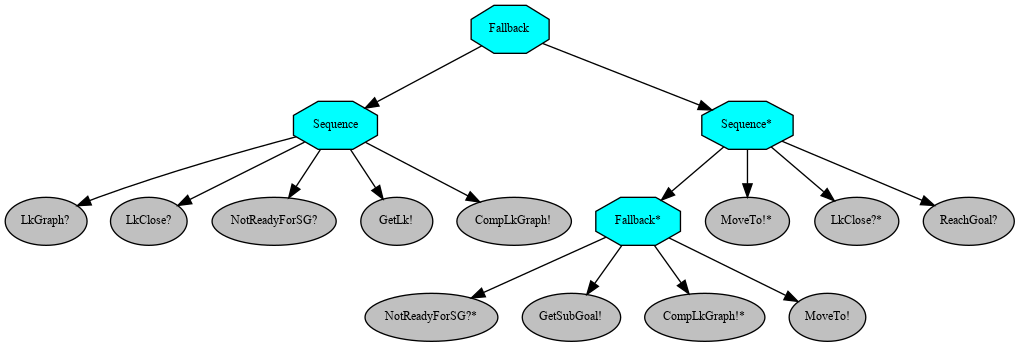 Fallback
Sequence
Sequence*
LkGraph?
LkClose?
NotReadyForSG?
GetLk!
CompLkGraph!
Fallback*
MoveTo!*
LkClose?*
ReachGoal?
NotReadyForSG?*
GetSubGoal!
CompLkGraph!*
MoveTo!